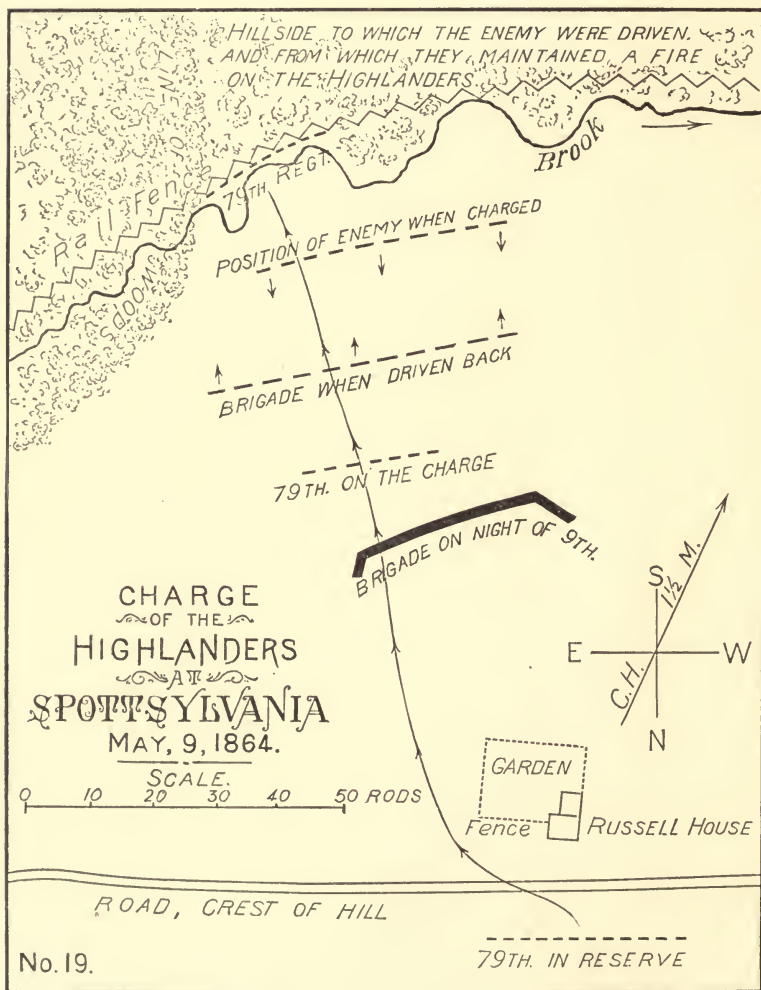 HILLSIDE TO WHICH THE ENEMY WERE DRIVEN.
AND FROM WHICH THEY MAINTAINED A FIRE
ON THE HIGHLANDERS
LINE OF
Rail Fence
79TH REGT.
Brook
WOODS
POSITION OF ENEMY WHEN CHARGED
BRIGADE WHEN DRIVEN BACK
79TH. ON THE CHARGE
BRIGADE ON NIGHT OF 9TH.
CHARGE
OF THE
HIGHLANDERS
AT
SPOTTSYLVANIA
MAY, 9, 1864.
SCALE.
0 10 20 30 40 50 RODS
S
E W
N
C.H. 1½ M.
GARDEN
Fence
RUSSELL HOUSE
ROAD, CREST OF HILL
79TH. IN RESERVE
No. 19.